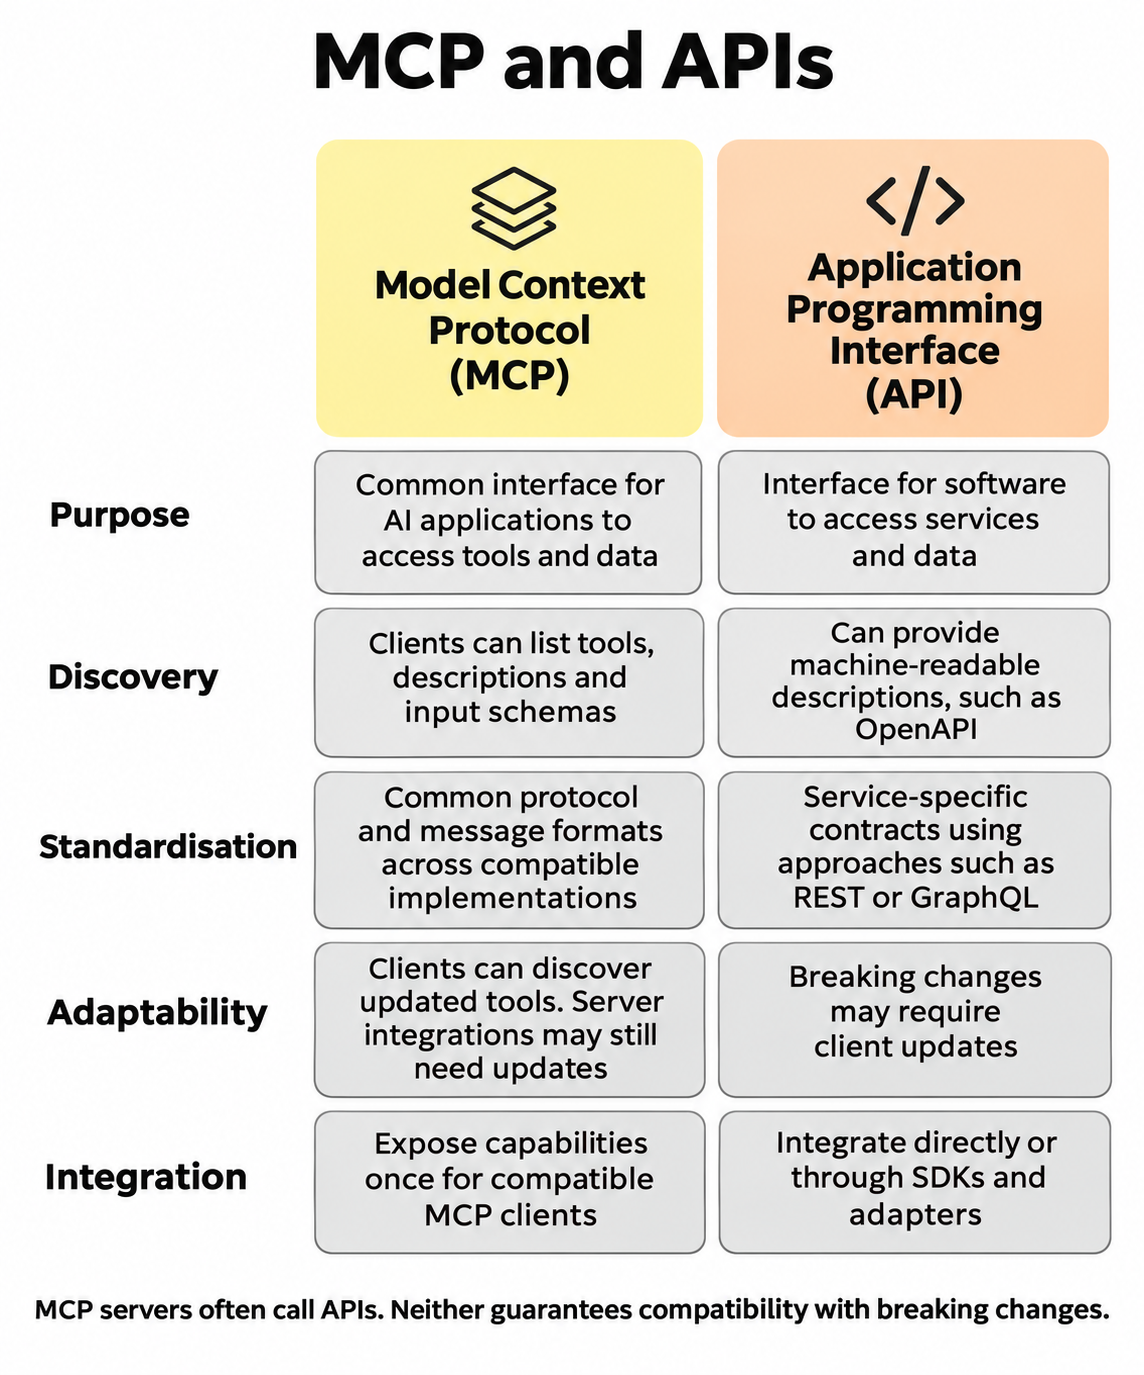 MCP and APIs
Model Context
Protocol
(MCP)
Application
Programming
Interface
(API)
Purpose
Common interface for
AI applications to
access tools and data
Interface for software
to access services
and data
Discovery
Clients can list tools,
descriptions and
input schemas
Can provide
machine-readable
descriptions, such as
OpenAPI
Standardisation
Common protocol
and message formats
across compatible
implementations
Service-specific
contracts using
approaches such as
REST or GraphQL
Adaptability
Clients can discover
updated tools. Server
integrations may still
need updates
Breaking changes
may require
client updates
Integration
Expose capabilities
once for compatible
MCP clients
Integrate directly or
through SDKs and
adapters
MCP servers often call APIs. Neither guarantees compatibility with breaking changes.